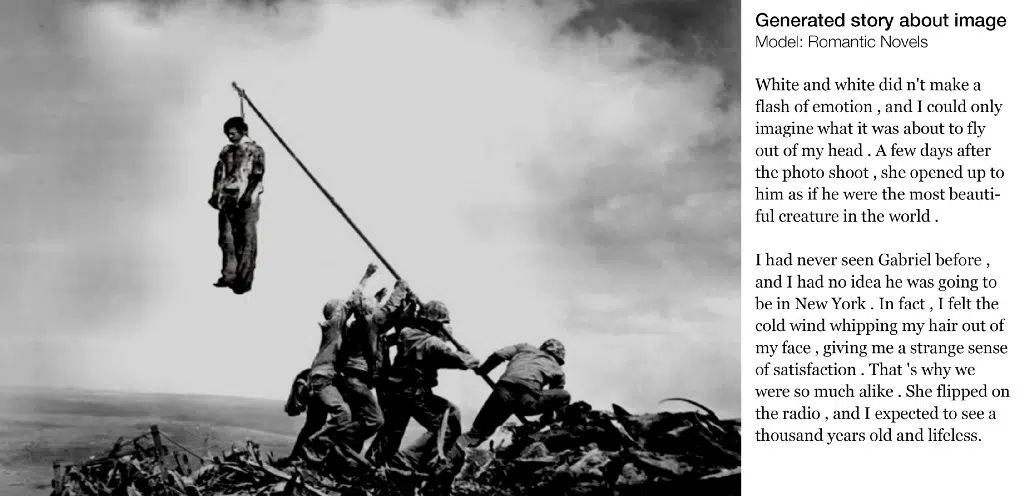 Generated story about image
Model: Romantic Novels
White and white did n't make a
flash of emotion , and I could only
imagine what it was about to fly
out of my head . A few days after
the photo shoot , she opened up to
him as if he were the most beauti-
ful creature in the world .
I had never seen Gabriel before ,
and I had no idea he was going to
be in New York . In fact , I felt the
cold wind whipping my hair out of
my face , giving me a strange sense
of satisfaction . That 's why we
were so much alike . She flipped on
the radio , and I expected to see a
thousand years old and lifeless.